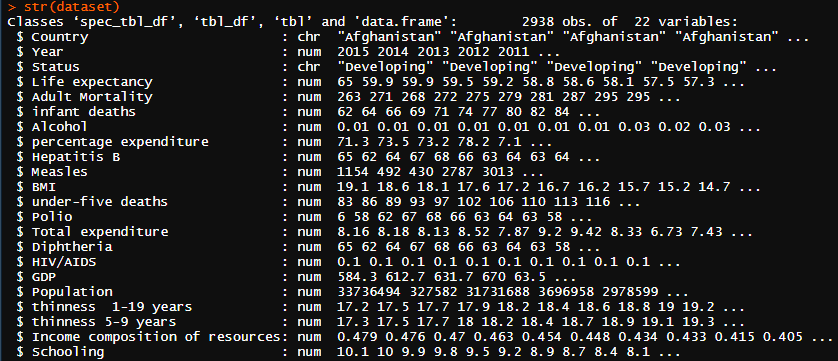 > str(dataset)
Classes ‘spec_tbl_df’, ‘tbl_df’, ‘tbl’ and 'data.frame':        2938 obs. of  22 variables:
 $ Country                        : chr  "Afghanistan" "Afghanistan" "Afghanistan" "Afghanistan" ...
 $ Year                           : num  2015 2014 2013 2012 2011 ...
 $ Status                         : chr  "Developing" "Developing" "Developing" "Developing" ...
 $ Life expectancy                : num  65 59.9 59.9 59.5 59.2 58.8 58.6 58.1 57.5 57.3 ...
 $ Adult Mortality                : num  263 271 268 272 275 279 281 287 295 295 ...
 $ infant deaths                  : num  62 64 66 69 71 74 77 80 82 84 ...
 $ Alcohol                        : num  0.01 0.01 0.01 0.01 0.01 0.01 0.01 0.03 0.02 0.03 ...
 $ percentage expenditure         : num  71.3 73.5 73.2 78.2 7.1 ...
 $ Hepatitis B                    : num  65 62 64 67 68 66 63 64 63 64 ...
 $ Measles                        : num  1154 492 430 2787 3013 ...
 $ BMI                            : num  19.1 18.6 18.1 17.6 17.2 16.7 16.2 15.7 15.2 14.7 ...
 $ under-five deaths              : num  83 86 89 93 97 102 106 110 113 116 ...
 $ Polio                          : num  6 58 62 67 68 66 63 64 63 58 ...
 $ Total expenditure              : num  8.16 8.18 8.13 8.52 7.87 9.2 9.42 8.33 6.73 7.43 ...
 $ Diphtheria                     : num  65 62 64 67 68 66 63 64 63 58 ...
 $ HIV/AIDS                       : num  0.1 0.1 0.1 0.1 0.1 0.1 0.1 0.1 0.1 0.1 ...
 $ GDP                            : num  584.3 612.7 631.7 670 63.5 ...
 $ Population                     : num  33736494 327582 31731688 3696958 2978599 ...
 $ thinness  1-19 years           : num  17.2 17.5 17.7 17.9 18.2 18.4 18.6 18.8 19 19.2 ...
 $ thinness 5-9 years             : num  17.3 17.5 17.7 18 18.2 18.4 18.7 18.9 19.1 19.3 ...
 $ Income composition of resources: num  0.479 0.476 0.47 0.463 0.454 0.448 0.434 0.433 0.415 0.405 ...
 $ Schooling                      : num  10.1 10 9.9 9.8 9.5 9.2 8.9 8.7 8.4 8.1 ...